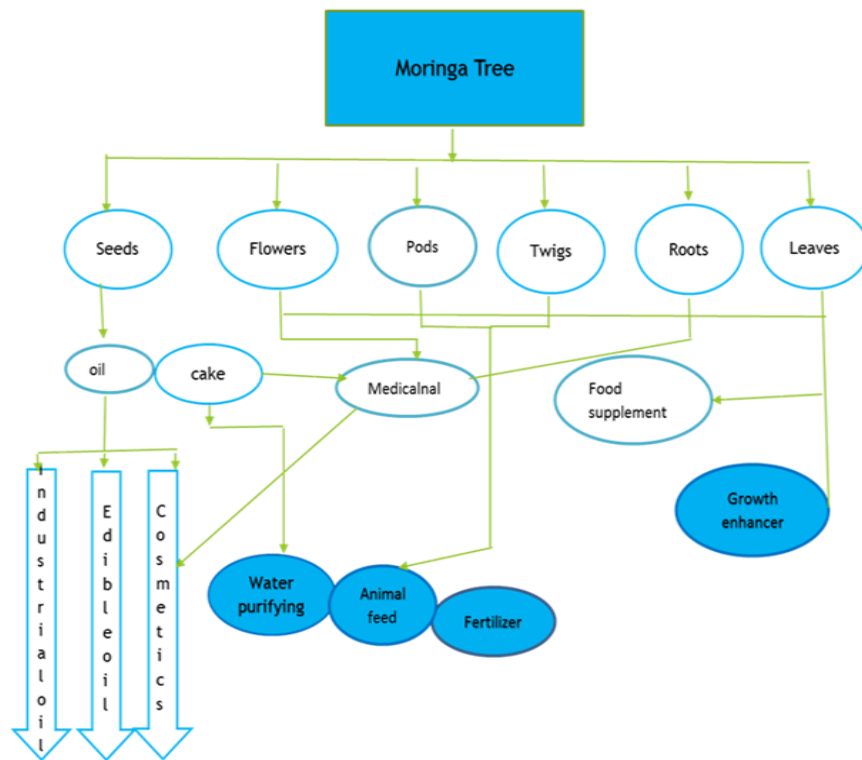 Moringa Tree
Seeds
Flowers
Pods
Twigs
Roots
Leaves
oil
cake
Medicalnal
Food
supplement
Industrialoil
Edibleoil
Cosmetics
Growth
enhancer
Water
purifying
Animal
feed
Fertilizer